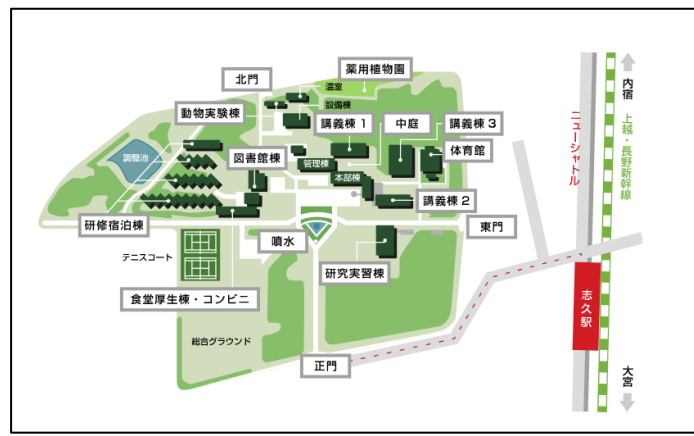 北門
薬用植物園
温室
動物実験棟
設備棟
講義棟 1
中庭
講義棟 3
体育館
調整池
図書館棟
管理棟
本部棟
講義棟 2
研修宿泊棟
噴水
東門
テニスコート
研究実習棟
食堂厚生棟・コンビニ
総合グラウンド
正門
内宿
ニューシャトル
上越・長野新幹線
志久駅
大宮